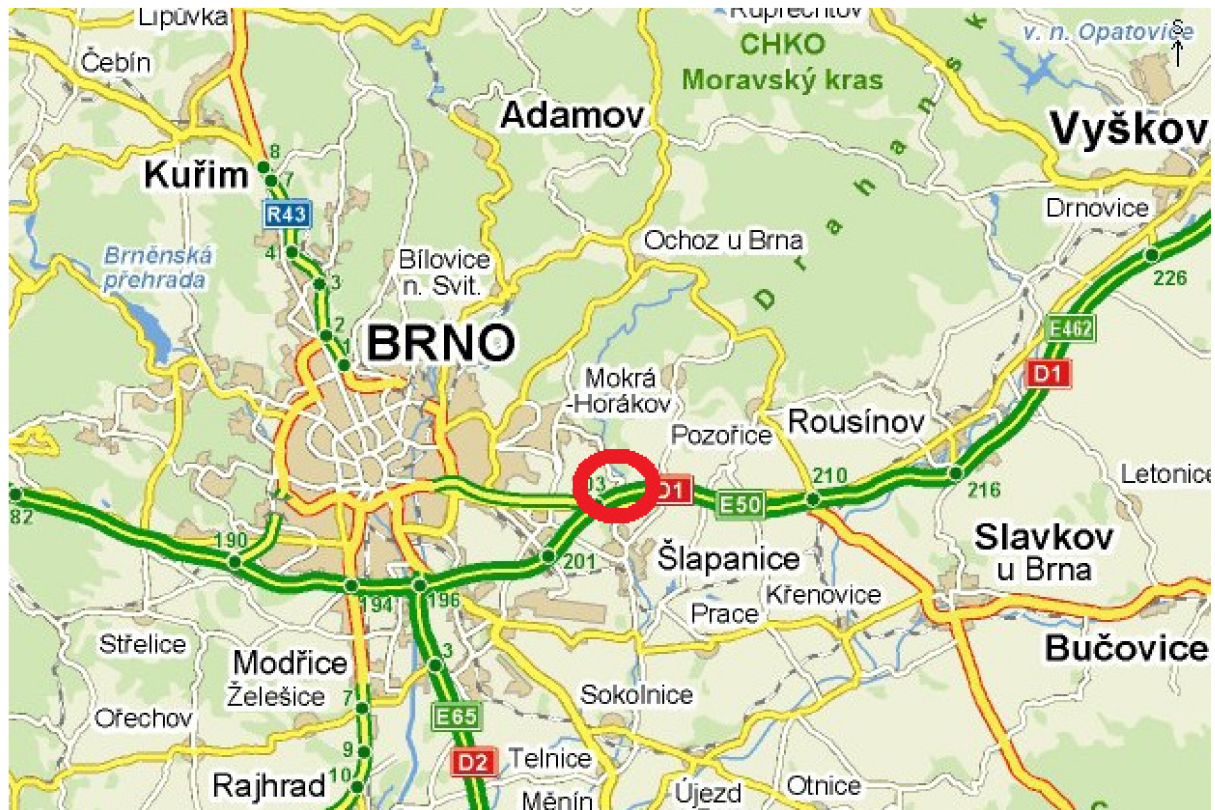 Lipůvka
Ruprechtov
v. n. Opatovice
S
Čebín
CHKO
Moravský kras
Adamov
Vyškov
Kuřim
8
7
R43
Drnovice
Drahansk
4
Brněnská
přehrada
Bílovice
n. Svit.
Ochoz u Brna
3
226
2
1
BRNO
E462
D1
Mokrá
-Horákov
Pozořice
Rousínov
Letonice
03
D1
E50
210
216
82
190
201
Šlapanice
Slavkov
u Brna
194
196
Křenovice
Prace
Střelice
Modřice
3
Bučovice
Želešice
7
Sokolnice
Ořechov
E65
9
D2
Telnice
Rajhrad
10
Měnín
Újezd
Otnice